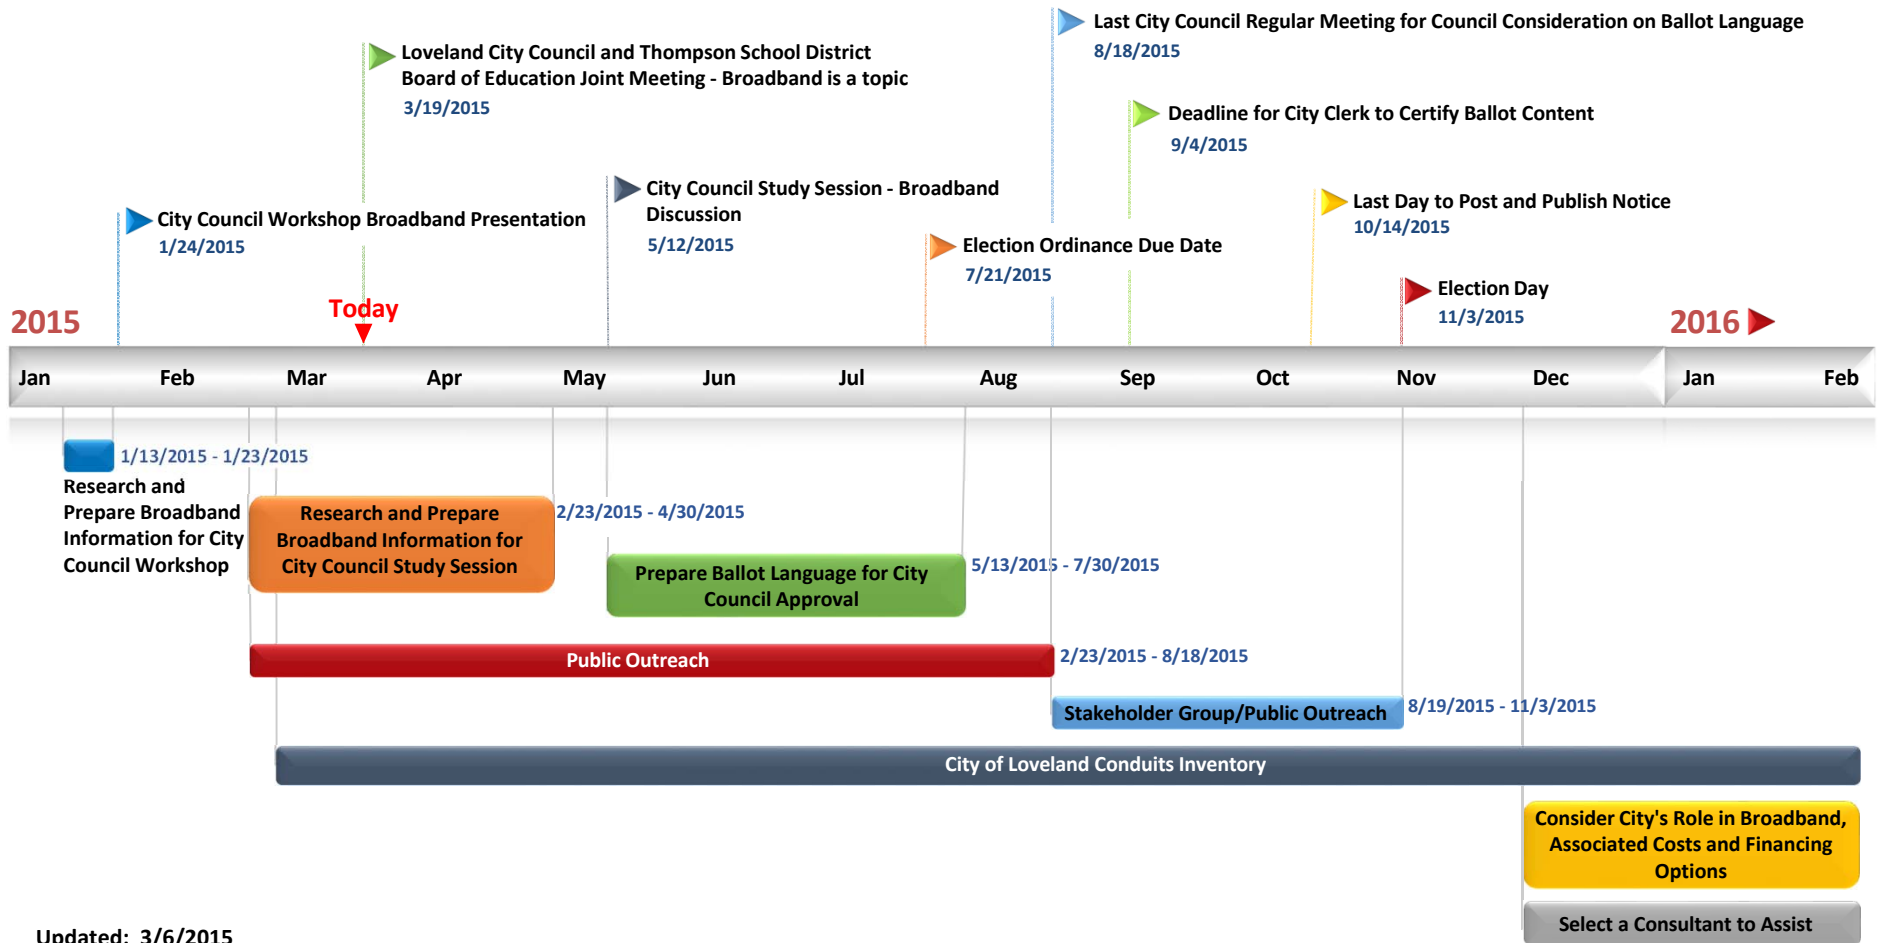 Last City Council Regular Meeting for Council Consideration on Ballot Language
8/18/2015
Loveland City Council and Thompson School District
Board of Education Joint Meeting - Broadband is a topic
3/19/2015
Deadline for City Clerk to Certify Ballot Content
9/4/2015
City Council Study Session - Broadband
Discussion
5/12/2015
Last Day to Post and Publish Notice
10/14/2015
City Council Workshop Broadband Presentation
1/24/2015
Election Ordinance Due Date
7/21/2015
Election Day
11/3/2015
Today
2015
2016
Jan Feb Mar Apr May Jun Jul Aug Sep Oct Nov Dec Jan Feb
1/13/2015 - 1/23/2015
Research and
Prepare Broadband
Information for City
Council Workshop
Research and Prepare
Broadband Information for
City Council Study Session
2/23/2015 - 4/30/2015
Prepare Ballot Language for City
Council Approval
5/13/2015 - 7/30/2015
Public Outreach
2/23/2015 - 8/18/2015
Stakeholder Group/Public Outreach
8/19/2015 - 11/3/2015
City of Loveland Conduits Inventory
Consider City's Role in Broadband,
Associated Costs and Financing
Options
Select a Consultant to Assist
Updated: 3/6/2015